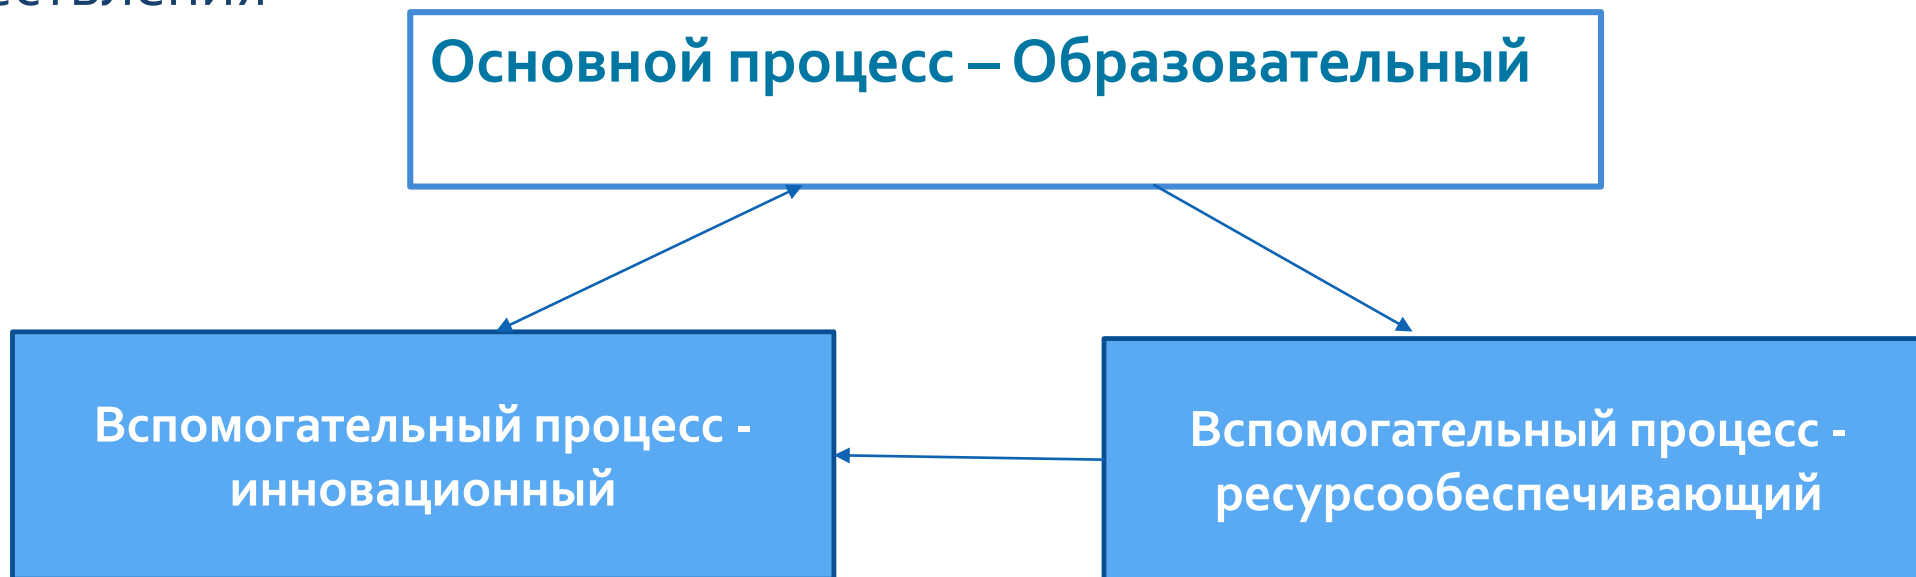 Основной процесс – Образовательный
Вспомогательный процесс -
инновационный
Вспомогательный процесс -
ресурсообеспечивающий